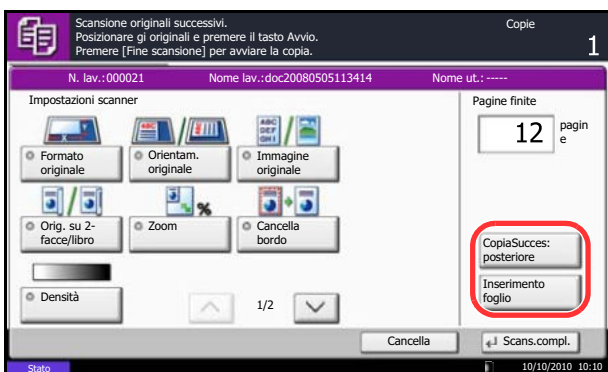 Scansione originali successivi.
Posizionare gi originali e premere il tasto Avvio.
Premere [Fine scansione] per avviare la copia.
Copie
1
N. lav.:000021
Nome lav.:doc20080505113414
Nome ut.: -----
Impostazioni scanner
Formato
originale
Orientam.
originale
Immagine
originale
Orig. su 2-
facce/libro
Zoom
Cancella
bordo
Densità
1/2
Pagine finite
12
pagin
e
CopiaSucces:
posteriore
Inserimento
foglio
Cancella
Scans.compl.
Stato
10/10/2010 10:10